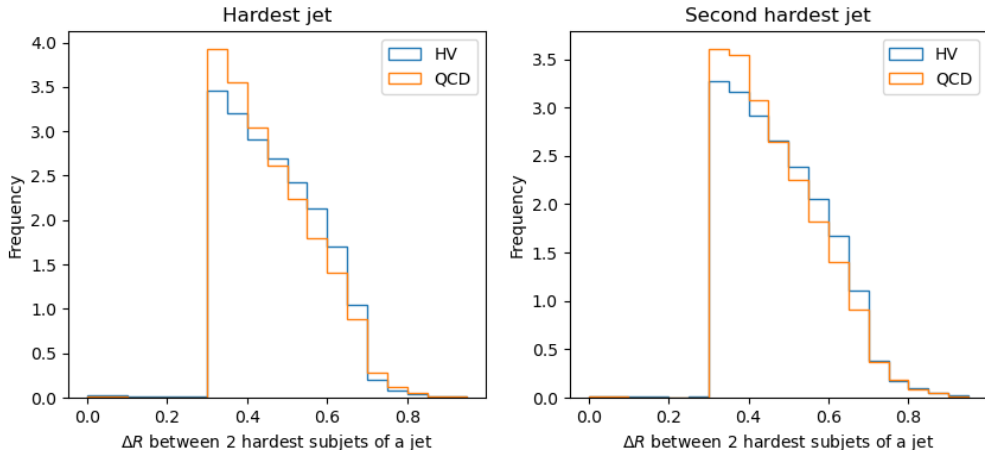 Hardest jet
HV
QCD
Frequency
4.0
3.5
3.0
2.5
2.0
1.5
1.0
0.5
0.0
0.0 0.2 0.4 0.6 0.8
ΔR between 2 hardest subjets of a jet
Second hardest jet
HV
QCD
Frequency
3.5
3.0
2.5
2.0
1.5
1.0
0.5
0.0
0.0 0.2 0.4 0.6 0.8
ΔR between 2 hardest subjets of a jet